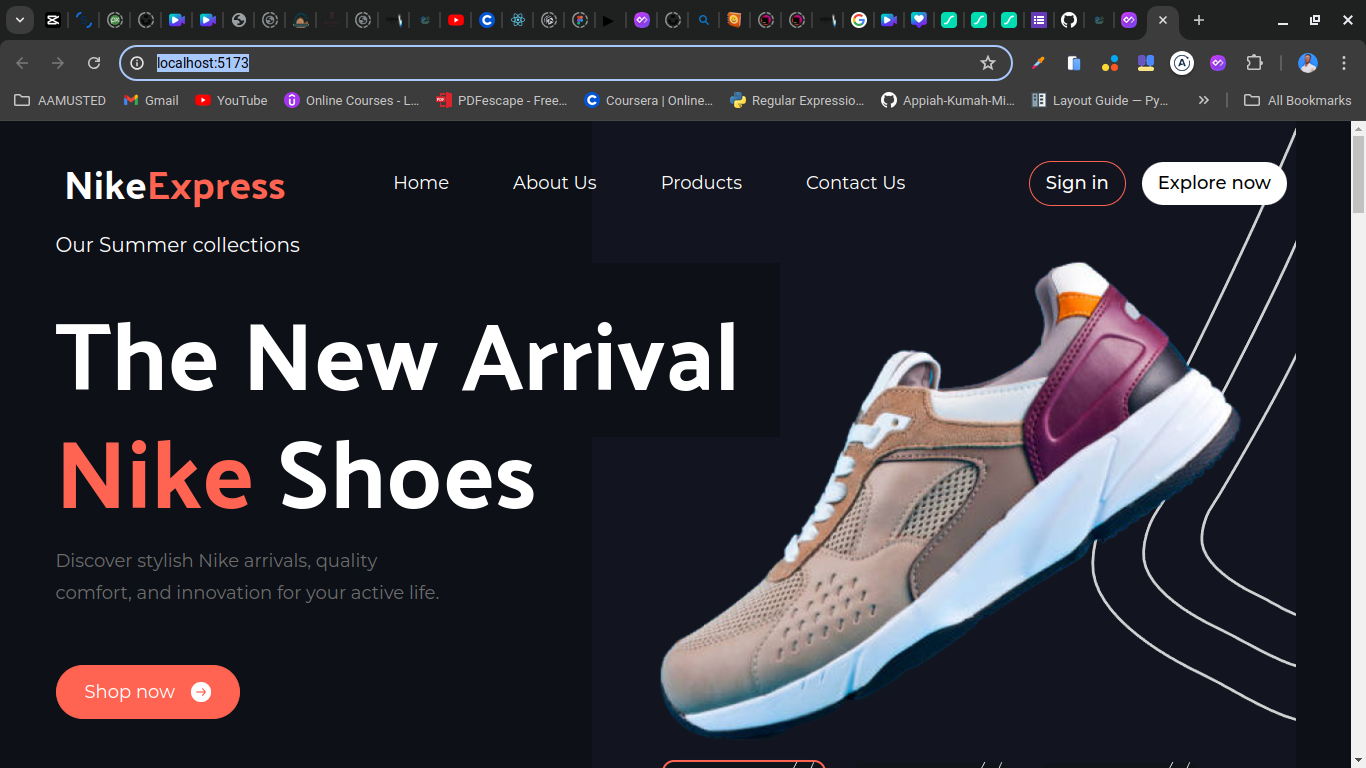 localhost:5173
AAMUSTED Gmail YouTube Online Courses - L... PDFescape - Free... Coursera | Online... Regular Expressio... Appiah-Kumah-Mi... Layout Guide — Py... All Bookmarks
NikeExpress Home About Us Products Contact Us Sign in Explore now
Our Summer collections
The New Arrival
Nike Shoes
Discover stylish Nike arrivals, quality
comfort, and innovation for your active life.
Shop now